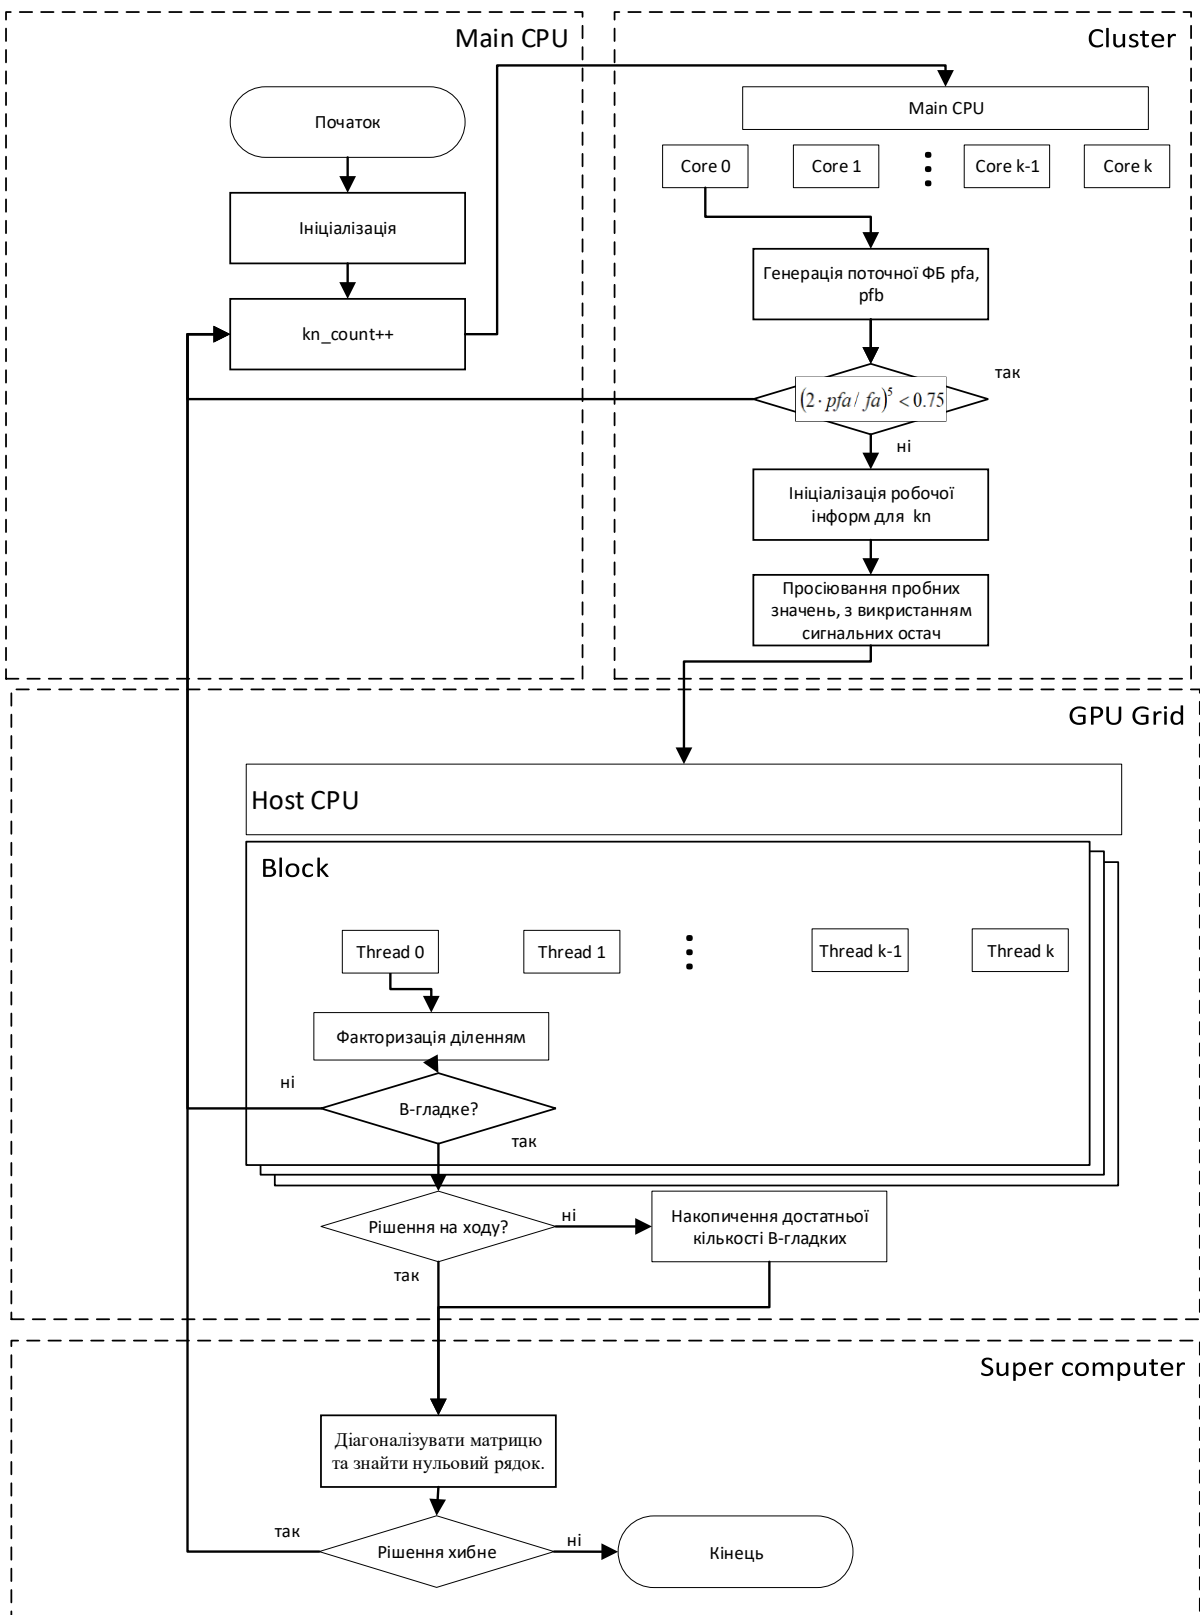 Main CPU
Cluster
Початок
Main CPU
Core 0
Core 1
Core k-1
Core k
Ініціалізація
Генерація поточної ФБ pfa,
pfb
kn_count++
так
(2 · pfa / fa)⁵ < 0.75
ні
Ініціалізація робочої
інформ для kn
Просіювання пробних
значень, з викристанням
сигнальних остач
GPU Grid
Host CPU
Block
Thread 0
Thread 1
Thread k-1
Thread k
Факторизація діленням
ні
В-гладке?
так
Рішення на ходу?
ні
Накопичення достатньої
кількості В-гладких
так
Super computer
Діагоналізувати матрицю
та знайти нульовий рядок.
так
Рішення хибне
ні
Кінець